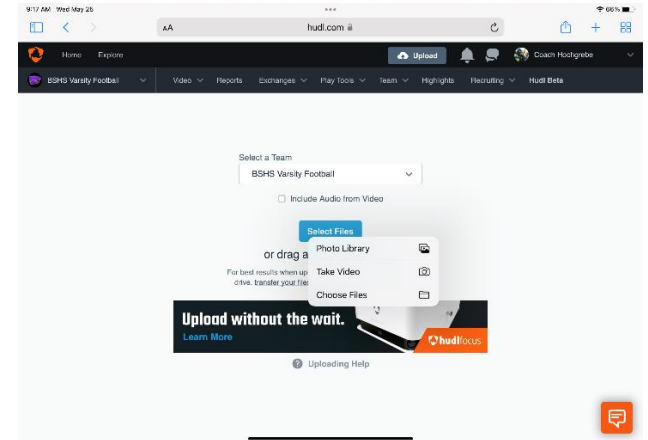 9:17 AM Wed May 25
66%
AA
hudl.com
Home Explore
Upload
Coach Hochgrebe
BSHS Varsity Football
Video Reports Exchanges Play Tools Team Highlights Recruiting Hudl Beta
Select a Team
BSHS Varsity Football
Include Audio from Video
Select Files
or drag a
Photo Library
For best results when up
Take Video
drive, transfer your file
Choose Files
Upload without the wait.
Learn More
hudlfocus
Uploading Help